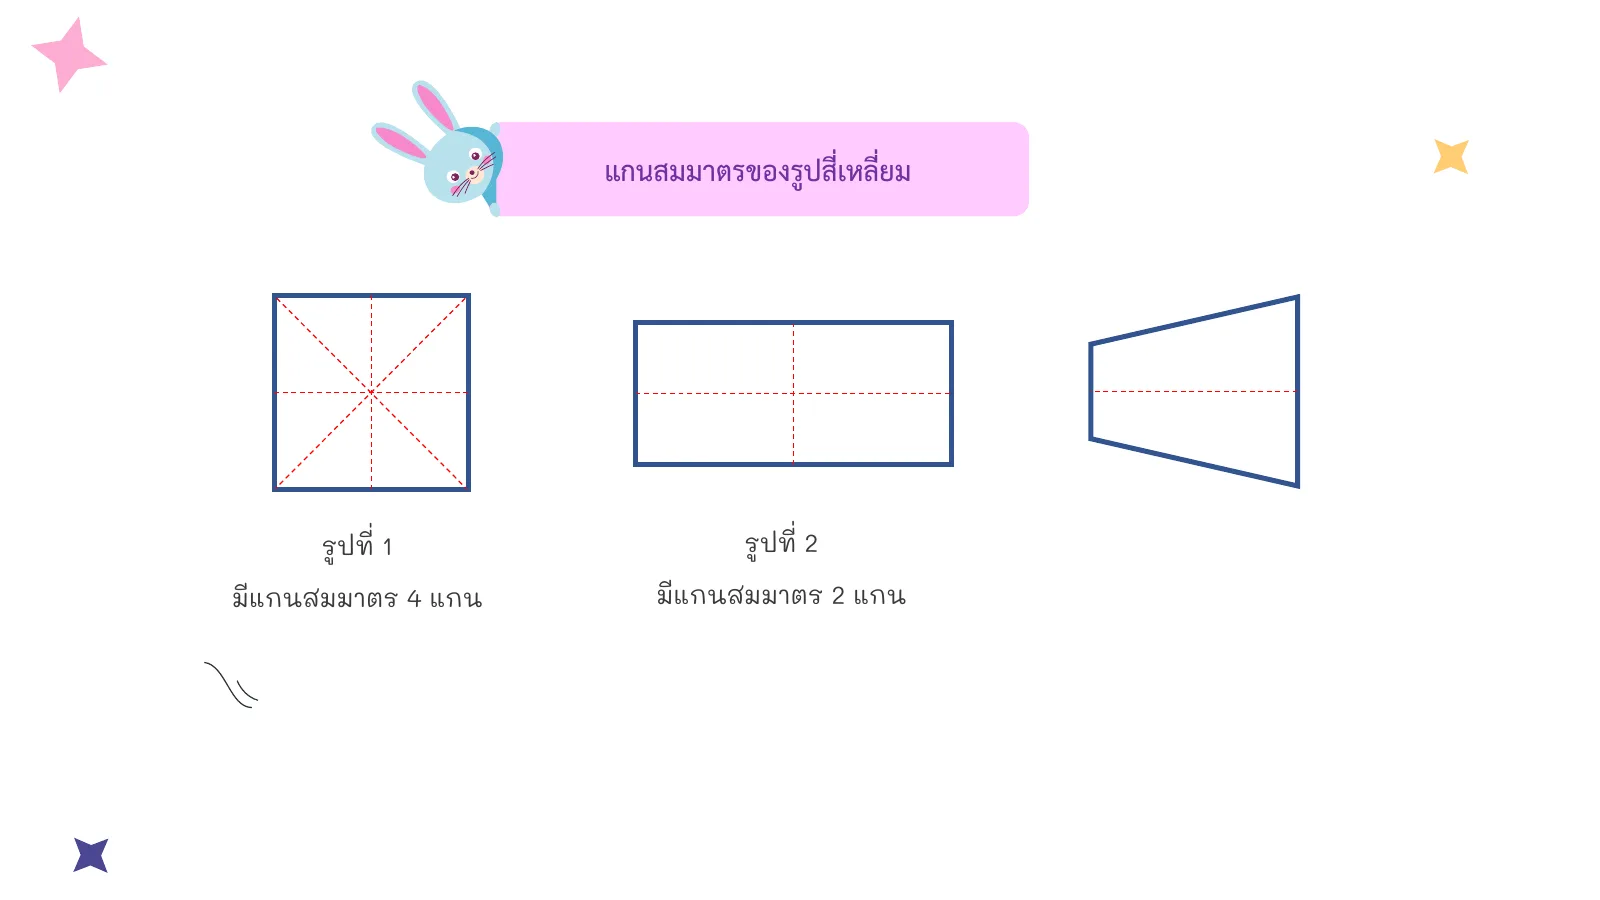 แกนสมมาตรของรูปสี่เหลี่ยม
รูปที่ 1
มีแกนสมมาตร 4 แกน
รูปที่ 2
มีแกนสมมาตร 2 แกน